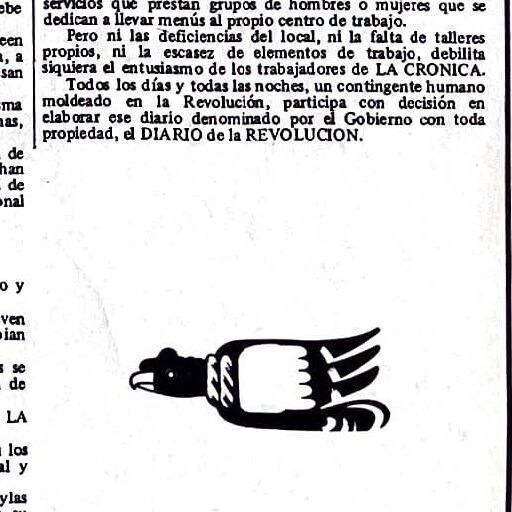 ebe
een
, a
san
sma
nas,
de
han
de
onal
o y
ven
bian
s se
de
LA
los
al y
ylas
servicios que prestan grupos de hombres o mujeres que se
dedican a llevar menús al propio centro de trabajo.
Pero ni las deficiencias del local, ni la falta de talleres
propios, ni la escasez de elementos de trabajo, debilita
siquiera el entusiasmo de los trabajadores de LA CRONICA.
Todos los días y todas las noches, un contingente humano
moldeado en la Revolución, participa con decisión en
elaborar ese diario denominado por el Gobierno con toda
propiedad, el DIARIO de la REVOLUCION.